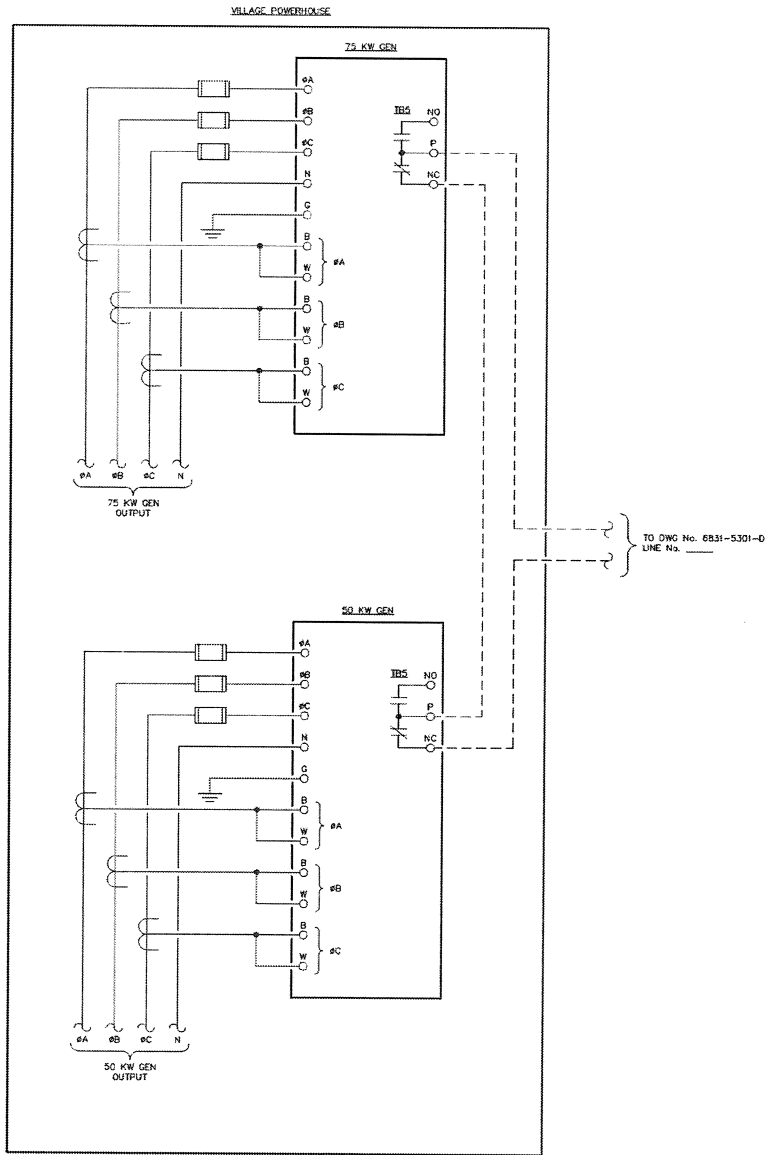 VILLAGE POWERHOUSE
75 KW GEN
øA
øB
øC
N
G
B
W
øA
B
W
øB
B
W
øC
TB5
NO
P
NC
øA øB øC N
75 KW GEN
OUTPUT
TO DWG No. 6B31-5301-D
LINE No. ____
50 KW GEN
øA
øB
øC
N
G
B
W
øA
B
W
øB
B
W
øC
TB5
NO
P
NC
øA øB øC N
50 KW GEN
OUTPUT